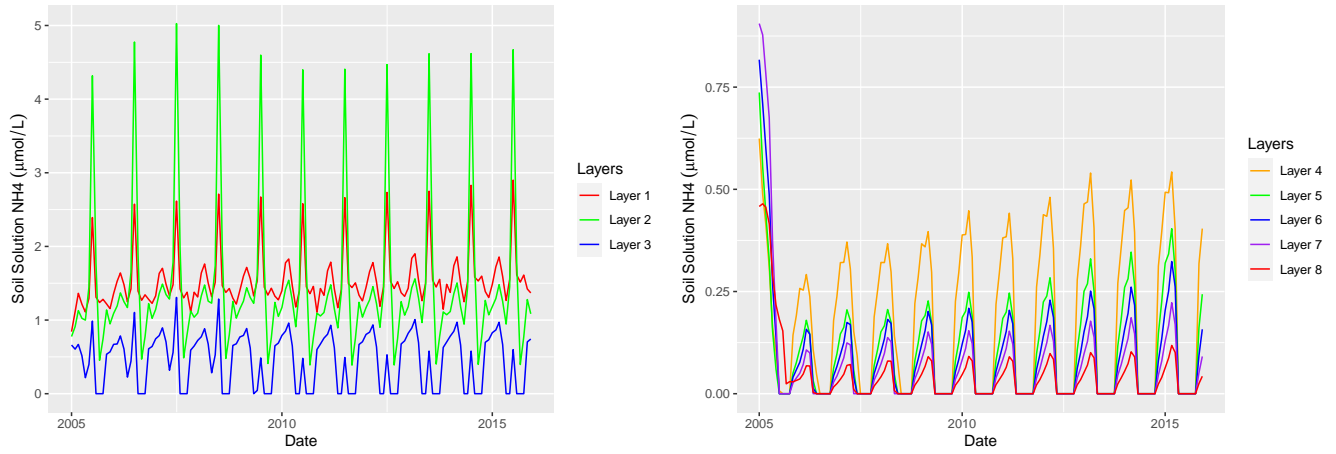 5
4
3
2
1
0
Soil Solution NH4 (μmol/L)
2005
2010
2015
Date
Layers
Layer 1
Layer 2
Layer 3
0.75
0.50
0.25
0.00
Soil Solution NH4 (μmol/L)
2005
2010
2015
Date
Layers
Layer 4
Layer 5
Layer 6
Layer 7
Layer 8